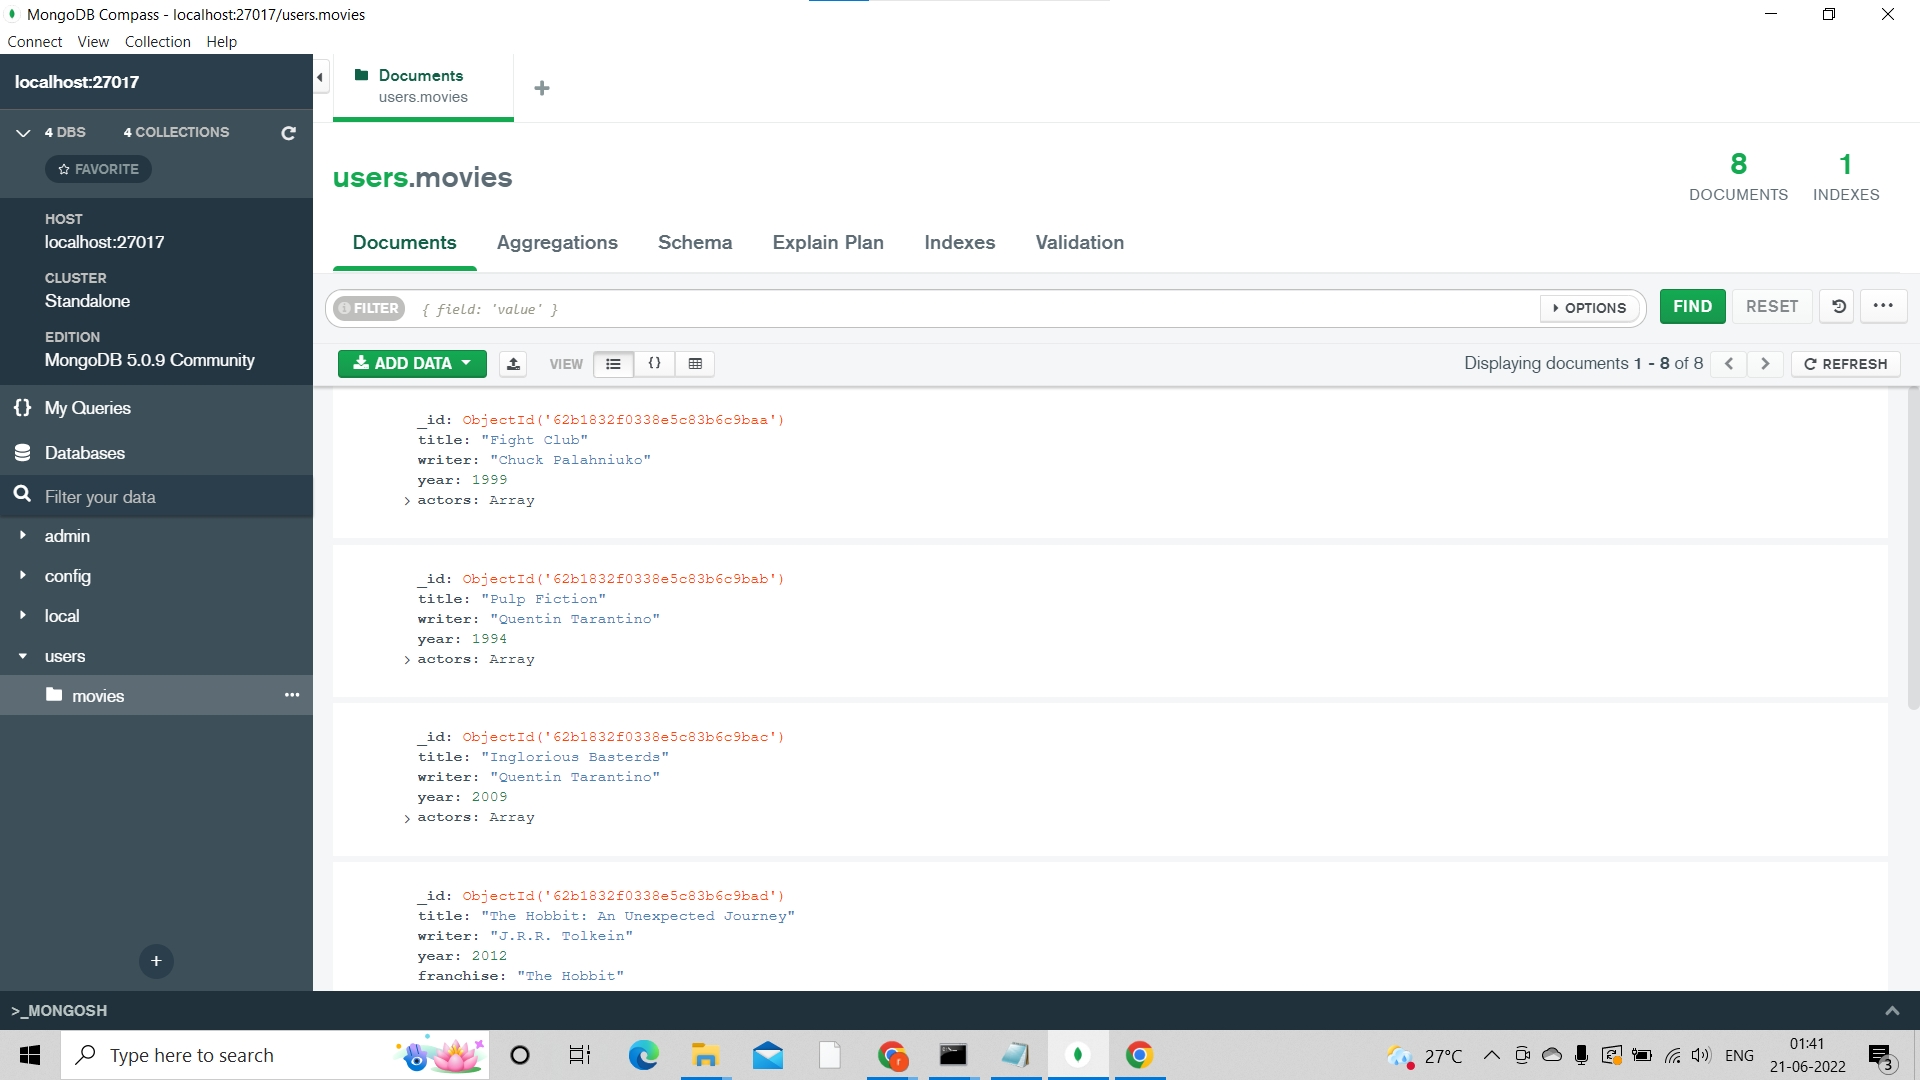 MongoDB Compass - localhost:27017/users.movies
Connect View Collection Help
localhost:27017
4 DBS 4 COLLECTIONS
FAVORITE
HOST
localhost:27017
CLUSTER
Standalone
EDITION
MongoDB 5.0.9 Community
{} My Queries
Databases
Filter your data
admin
config
local
users
movies
Documents
users.movies
users.movies
8
DOCUMENTS
1
INDEXES
Documents Aggregations Schema Explain Plan Indexes Validation
FILTER { field: 'value' } OPTIONS FIND RESET
ADD DATA VIEW {} Displaying documents 1 - 8 of 8 REFRESH
_id: ObjectId('62b1832f0338e5c83b6c9baa')
title: "Fight Club"
writer: "Chuck Palahniuko"
year: 1999
> actors: Array
_id: ObjectId('62b1832f0338e5c83b6c9bab')
title: "Pulp Fiction"
writer: "Quentin Tarantino"
year: 1994
> actors: Array
_id: ObjectId('62b1832f0338e5c83b6c9bac')
title: "Inglorious Basterds"
writer: "Quentin Tarantino"
year: 2009
> actors: Array
_id: ObjectId('62b1832f0338e5c83b6c9bad')
title: "The Hobbit: An Unexpected Journey"
writer: "J.R.R. Tolkein"
year: 2012
franchise: "The Hobbit"
>_MONGOSH
Type here to search
27°C
ENG
01:41
21-06-2022
3